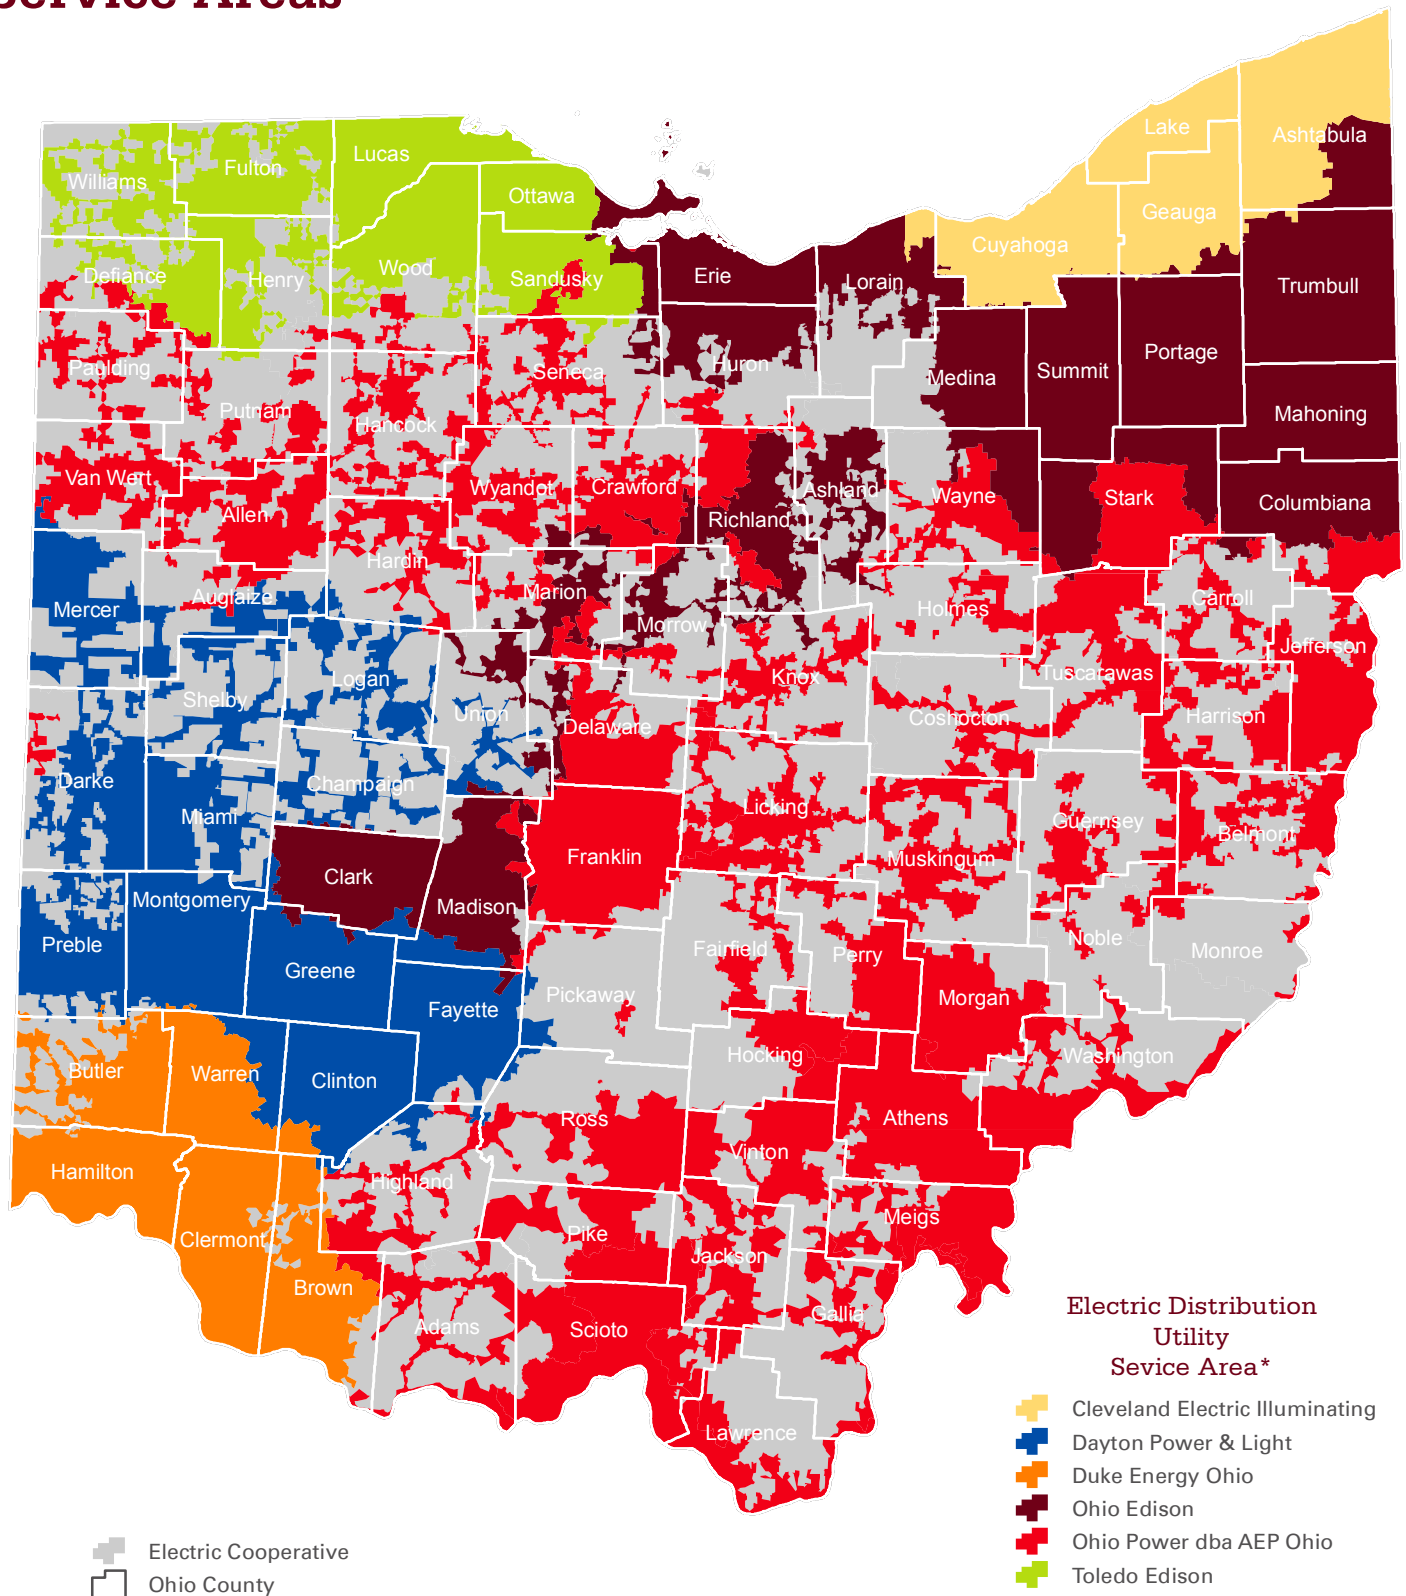 Service Areas
Lake
Ashtabula
Lucas
Fulton
Williams
Ottawa
Geauga
Cuyahoga
Wood
Defiance
Henry
Sandusky
Erie
Lorain
Trumbull
Portage
Paulding
Seneca
Huron
Summit
Medina
Putnam
Hancock
Mahoning
Van Wert
Wyandot
Crawford
Ashland
Wayne
Stark
Columbiana
Allen
Richland
Hardin
Marion
Mercer
Auglaize
Carroll
Holmes
Morrow
Jefferson
Logan
Knox
Tuscarawas
Shelby
Union
Delaware
Coshocton
Harrison
Darke
Champaign
Miami
Licking
Guernsey
Belmont
Franklin
Muskingum
Clark
Montgomery
Madison
Preble
Fairfield
Perry
Noble
Monroe
Greene
Pickaway
Morgan
Fayette
Hocking
Washington
Butler
Warren
Clinton
Ross
Athens
Vinton
Hamilton
Highland
Meigs
Clermont
Pike
Jackson
Brown
Gallia
Adams
Scioto
Lawrence
Electric Distribution
Utility
Sevice Area*
Cleveland Electric Illuminating
Dayton Power & Light
Duke Energy Ohio
Ohio Edison
Ohio Power dba AEP Ohio
Toledo Edison
Electric Cooperative
Ohio County